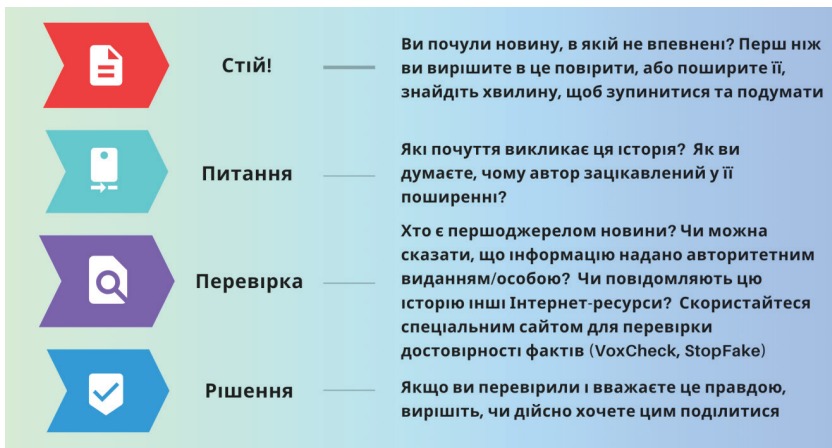 Стій!
Ви почули новину, в якій не впевнені? Перш ніж
ви вирішите в це повірити, або поширите її,
знайдіть хвилину, щоб зупинитися та подумати
Питання
Які почуття викликає ця історія? Як ви
думаєте, чому автор зацікавлений у її
поширенні?
Перевірка
Хто є першоджерелом новини? Чи можна
сказати, що інформацію надано авторитетним
виданням/особою? Чи повідомляють цю
історію інші Інтернет-ресурси? Скористайтеся
спеціальним сайтом для перевірки
достовірності фактів (VoxCheck, StopFake)
Рішення
Якщо ви перевірили і вважаєте це правдою,
вирішіть, чи дійсно хочете цим поділитися